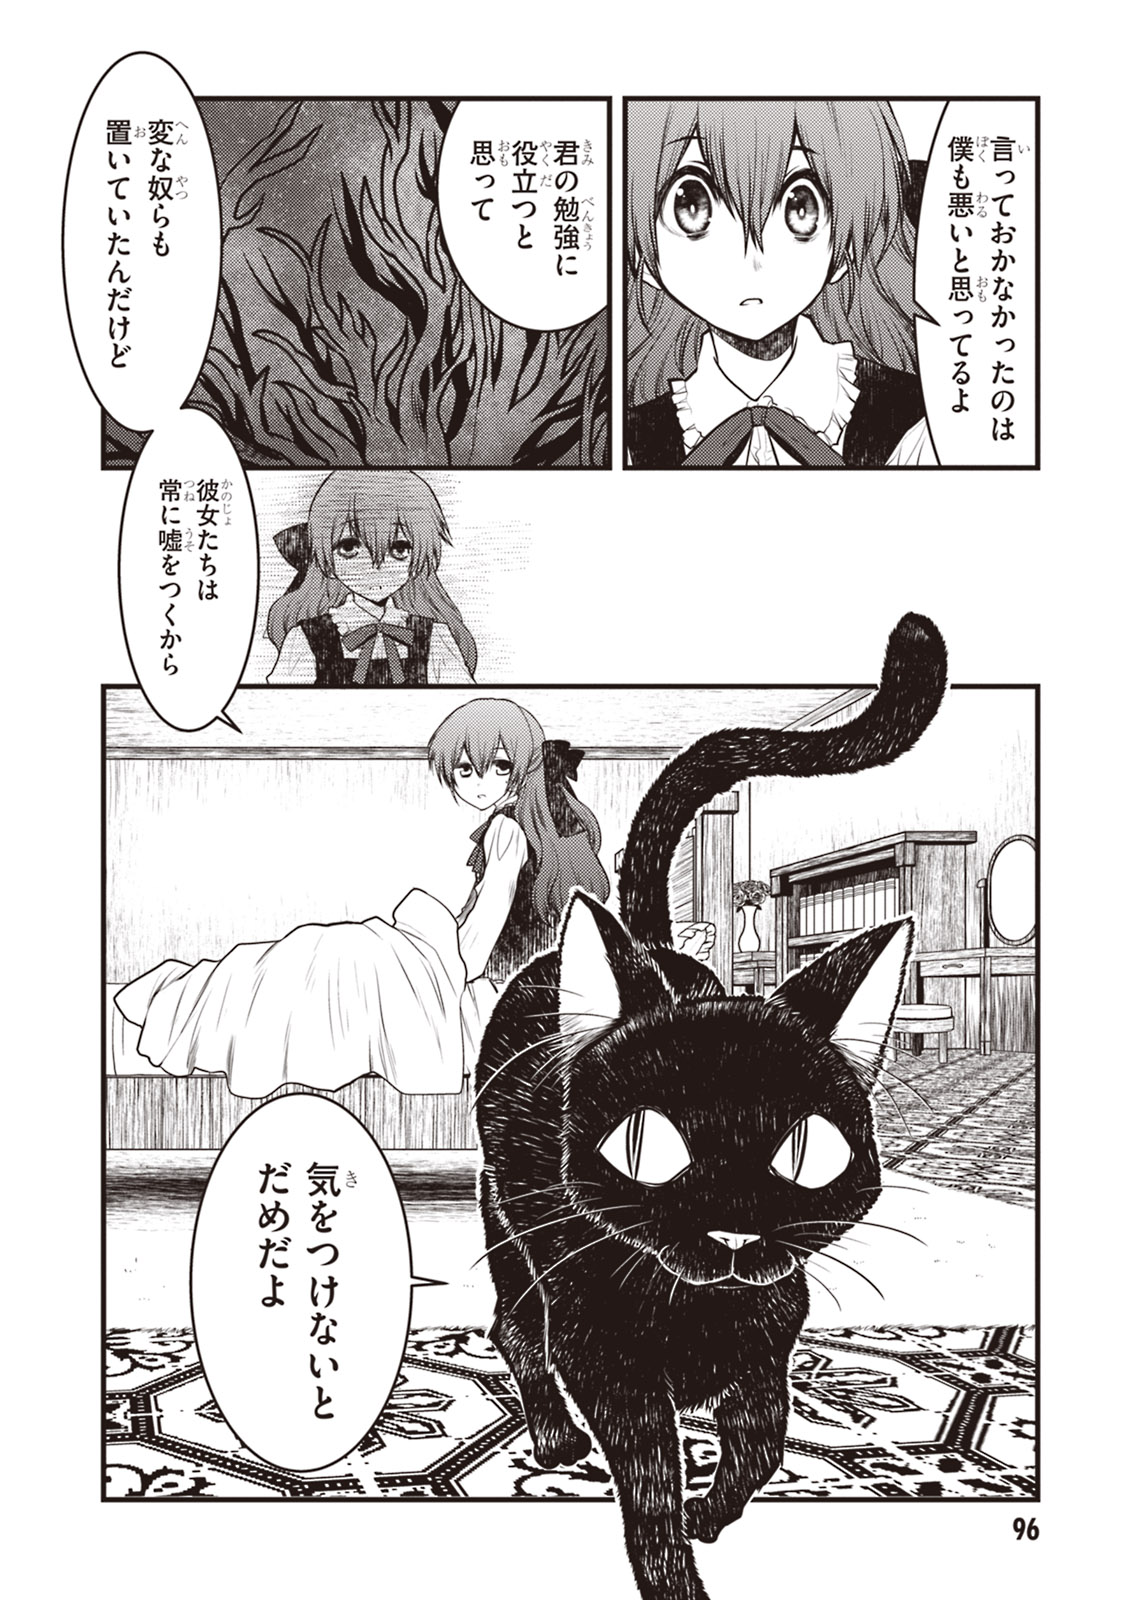 言っておかなかったのは
僕も悪いと思ってるよ
君の勉強に
役立つと
思って
変な奴らも
置いていたんだけど
彼女たちは
常に嘘をつくから
気をつけないと
だめだよ
96